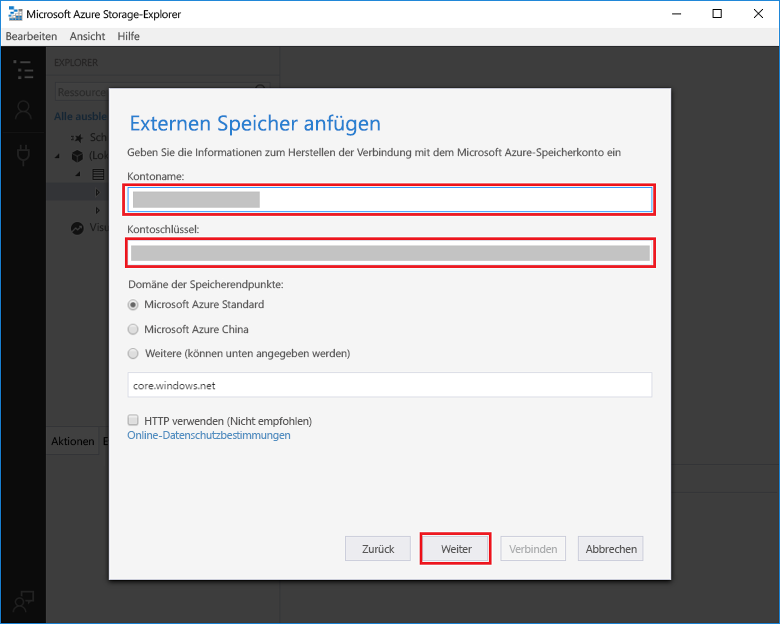 Microsoft Azure Storage-Explorer
Bearbeiten Ansicht Hilfe
EXPLORER
Ressource
Alle ausble
Sch
(Lok
Visu
Externen Speicher anfügen
Geben Sie die Informationen zum Herstellen der Verbindung mit dem Microsoft Azure-Speicherkonto ein
Kontoname:
Kontoschlüssel:
Domäne der Speicherendpunkte:
Microsoft Azure Standard
Microsoft Azure China
Weitere (können unten angegeben werden)
core.windows.net
HTTP verwenden (Nicht empfohlen)
Online-Datenschutzbestimmungen
Aktionen E
Zurück Weiter Verbinden Abbrechen